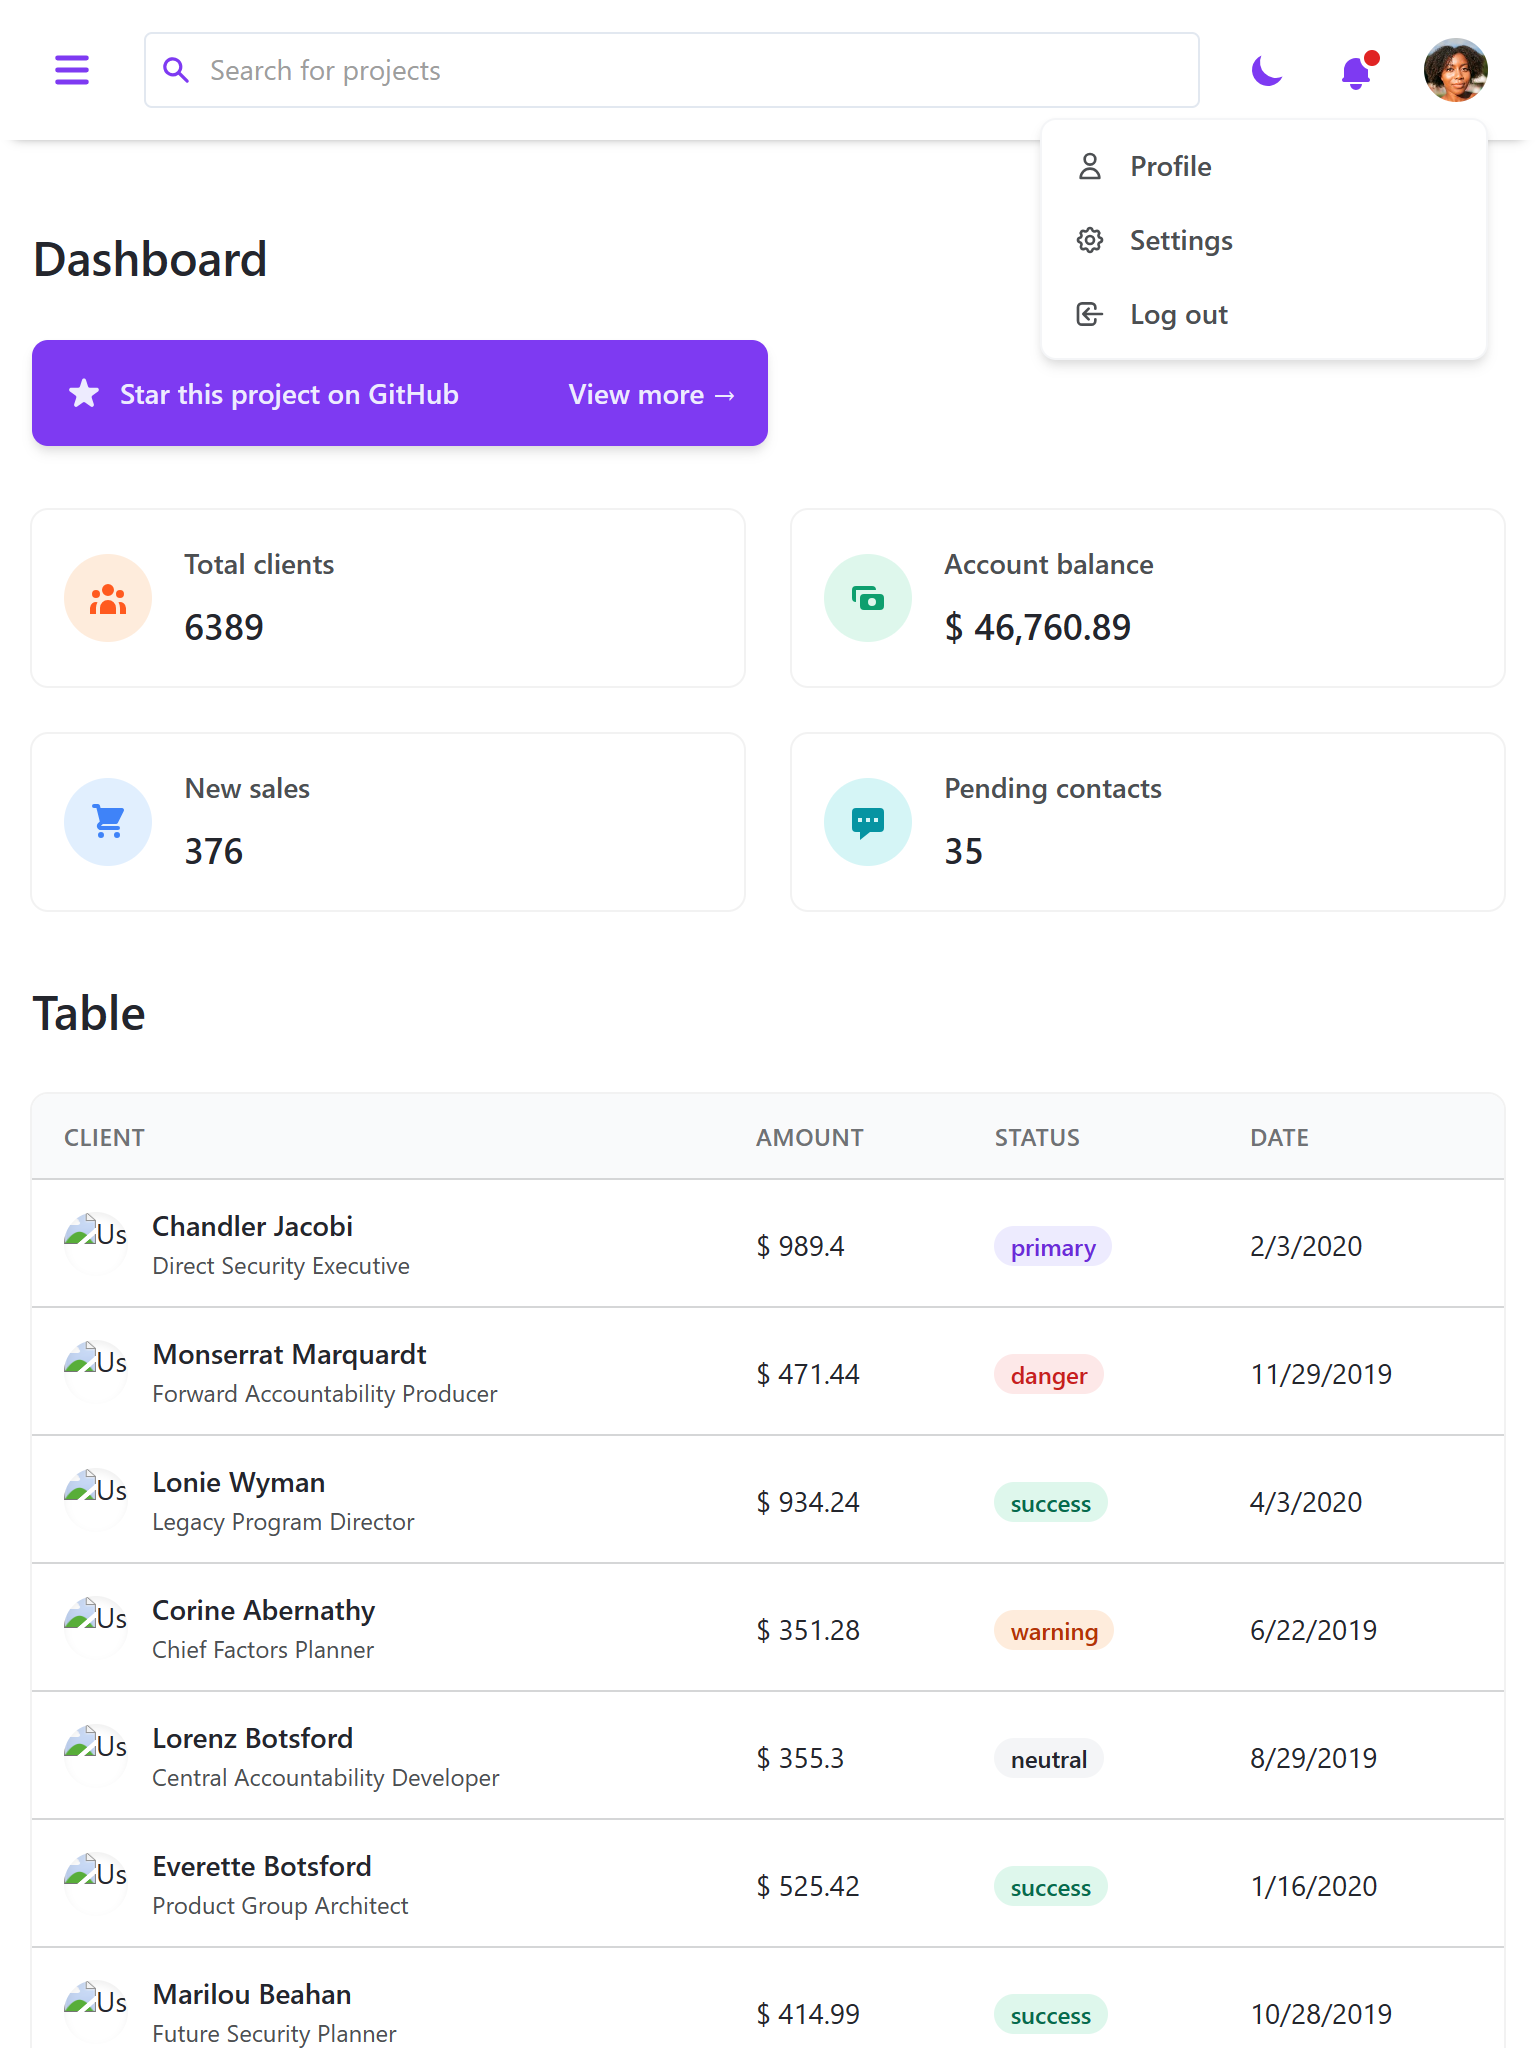 Search for projects
Profile
Settings
Log out
Dashboard
Star this project on GitHub View more →
Total clients
6389
Account balance
$ 46,760.89
New sales
376
Pending contacts
35
Table
CLIENT AMOUNT STATUS DATE
Us Chandler Jacobi
Direct Security Executive
$ 989.4 primary 2/3/2020
Us Monserrat Marquardt
Forward Accountability Producer
$ 471.44 danger 11/29/2019
Us Lonie Wyman
Legacy Program Director
$ 934.24 success 4/3/2020
Us Corine Abernathy
Chief Factors Planner
$ 351.28 warning 6/22/2019
Us Lorenz Botsford
Central Accountability Developer
$ 355.3 neutral 8/29/2019
Us Everette Botsford
Product Group Architect
$ 525.42 success 1/16/2020
Us Marilou Beahan
Future Security Planner
$ 414.99 success 10/28/2019